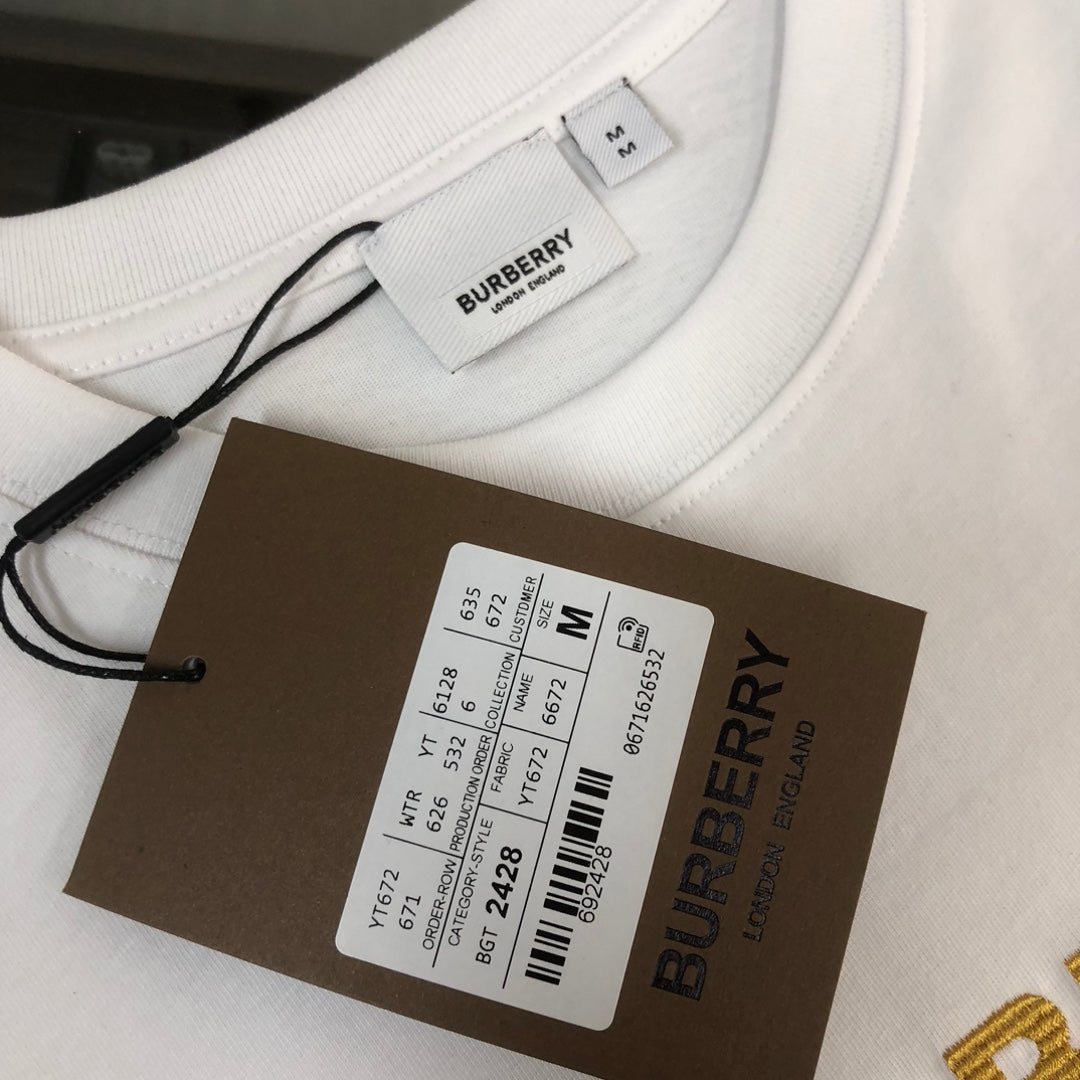 M
M
BURBERRY
LONDON ENGLAND
YT672 WTR YT 6128 635
671 626 532 6 672
ORDER-ROW PRODUCTION ORDER COLLECTION CUSTDMER
CATEGORY-STYLE FABRIC NAME SIZE
BGT 2428 YT672 6672 M
692428
0671626532
RFID
BURBERRY
LONDON ENGLAND